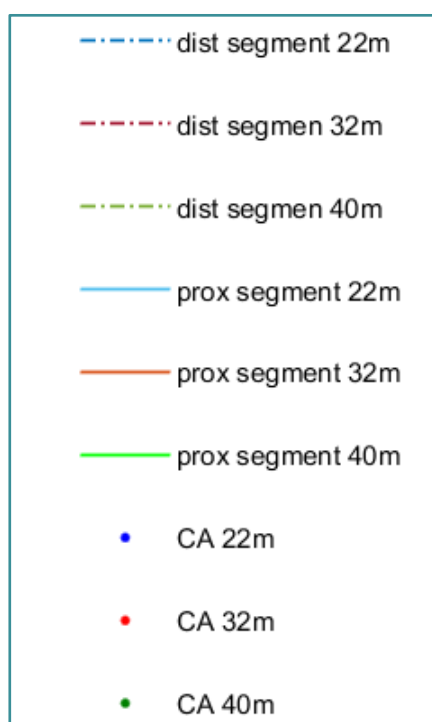 dist segment 22m
dist segmen 32m
dist segmen 40m
prox segment 22m
prox segment 32m
prox segment 40m
CA 22m
CA 32m
CA 40m